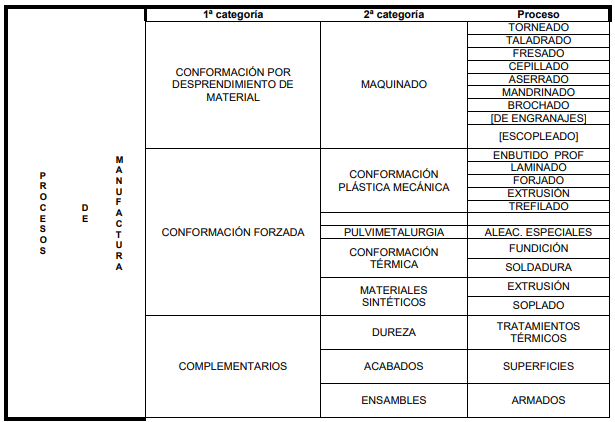 1ª categoría 2ª categoría Proceso
PROCESOS DE MANUFACTURA
CONFORMACIÓN POR
DESPRENDIMIENTO DE
MATERIAL
MAQUINADO
TORNEADO
TALADRADO
FRESADO
CEPILLADO
ASERRADO
MANDRINADO
BROCHADO
[DE ENGRANAJES]
[ESCOPLEADO]
CONFORMACIÓN FORZADA
CONFORMACIÓN
PLÁSTICA MECÁNICA
ENBUTIDO PROF
LAMINADO
FORJADO
EXTRUSIÓN
TREFILADO
PULVIMETALURGIA
ALEAC. ESPECIALES
CONFORMACIÓN
TÉRMICA
FUNDICIÓN
SOLDADURA
MATERIALES
SINTÉTICOS
EXTRUSIÓN
SOPLADO
COMPLEMENTARIOS
DUREZA
TRATAMIENTOS
TÉRMICOS
ACABADOS
SUPERFICIES
ENSAMBLES
ARMADOS